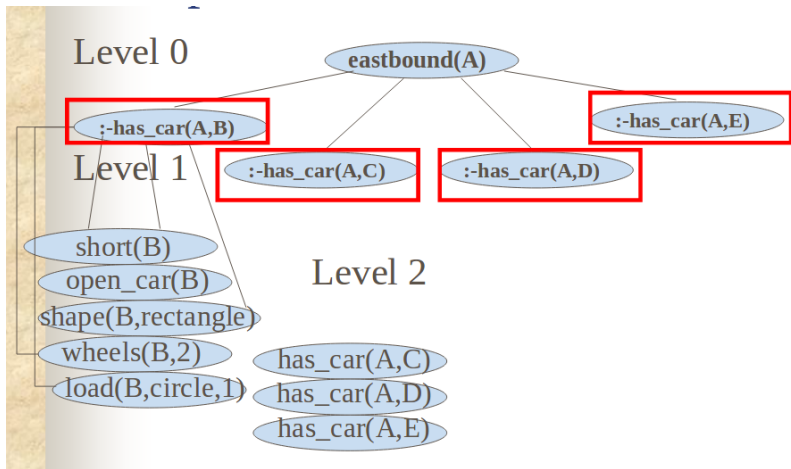 Level 0
eastbound(A)
:-has_car(A,B)
:-has_car(A,E)
Level 1
:-has_car(A,C)
:-has_car(A,D)
short(B)
open_car(B)
Level 2
shape(B,rectangle)
wheels(B,2)
has_car(A,C)
load(B,circle,1)
has_car(A,D)
has_car(A,E)